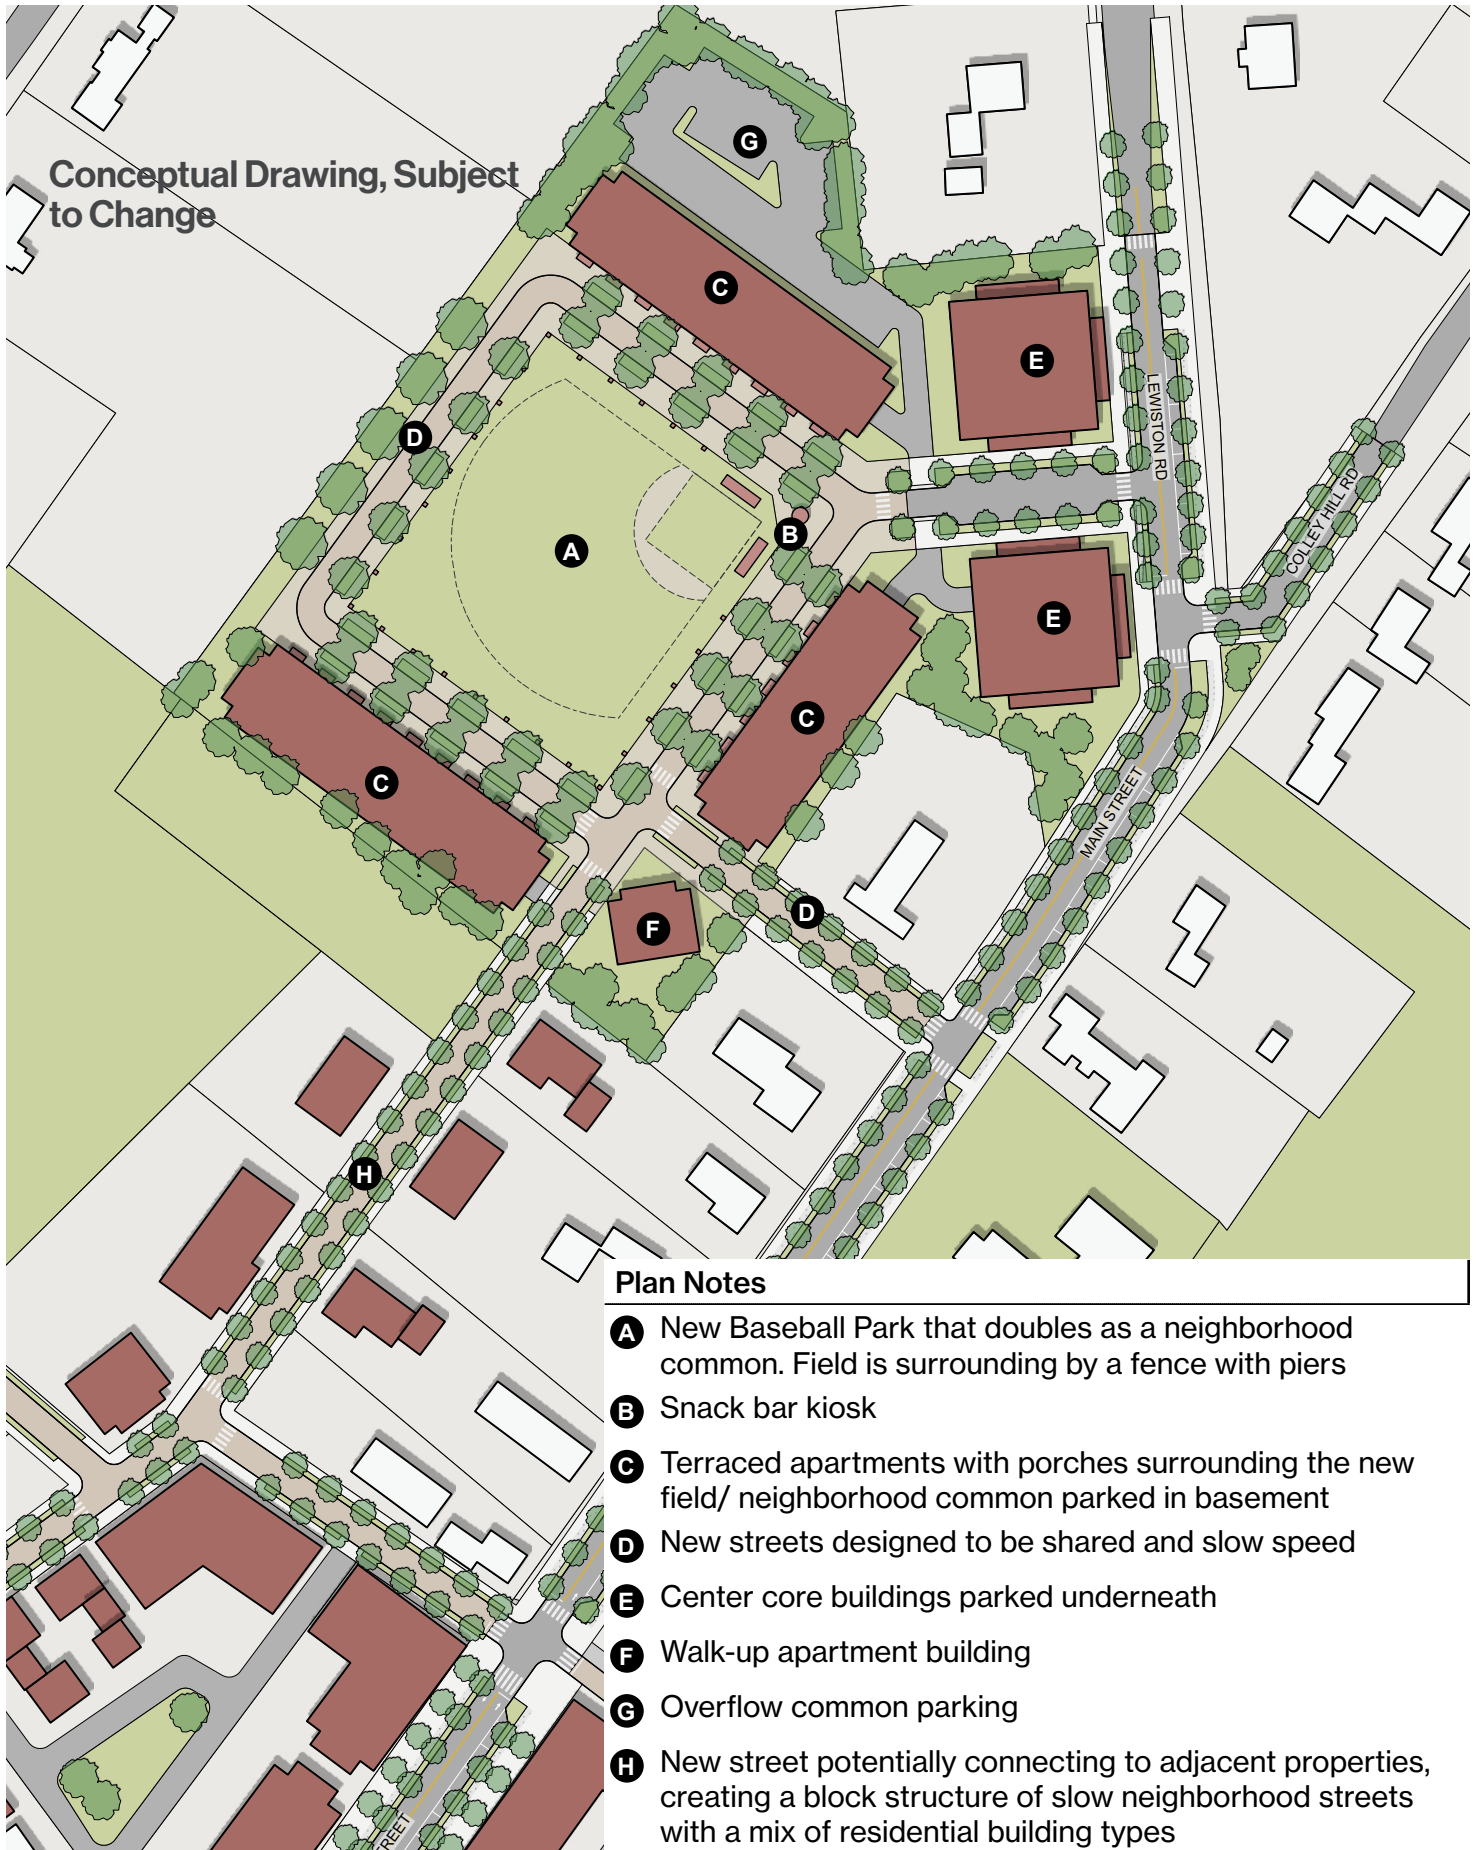 Conceptual Drawing, Subject
to Change
G
C
E
LEWISTON RD
D
COLLEY HILL RD
B
A
E
C
C
MAIN STREET
D
F
H
REET
Plan Notes
A New Baseball Park that doubles as a neighborhood
common. Field is surrounding by a fence with piers
B Snack bar kiosk
C Terraced apartments with porches surrounding the new
field/ neighborhood common parked in basement
D New streets designed to be shared and slow speed
E Center core buildings parked underneath
F Walk-up apartment building
G Overflow common parking
H New street potentially connecting to adjacent properties,
creating a block structure of slow neighborhood streets
with a mix of residential building types